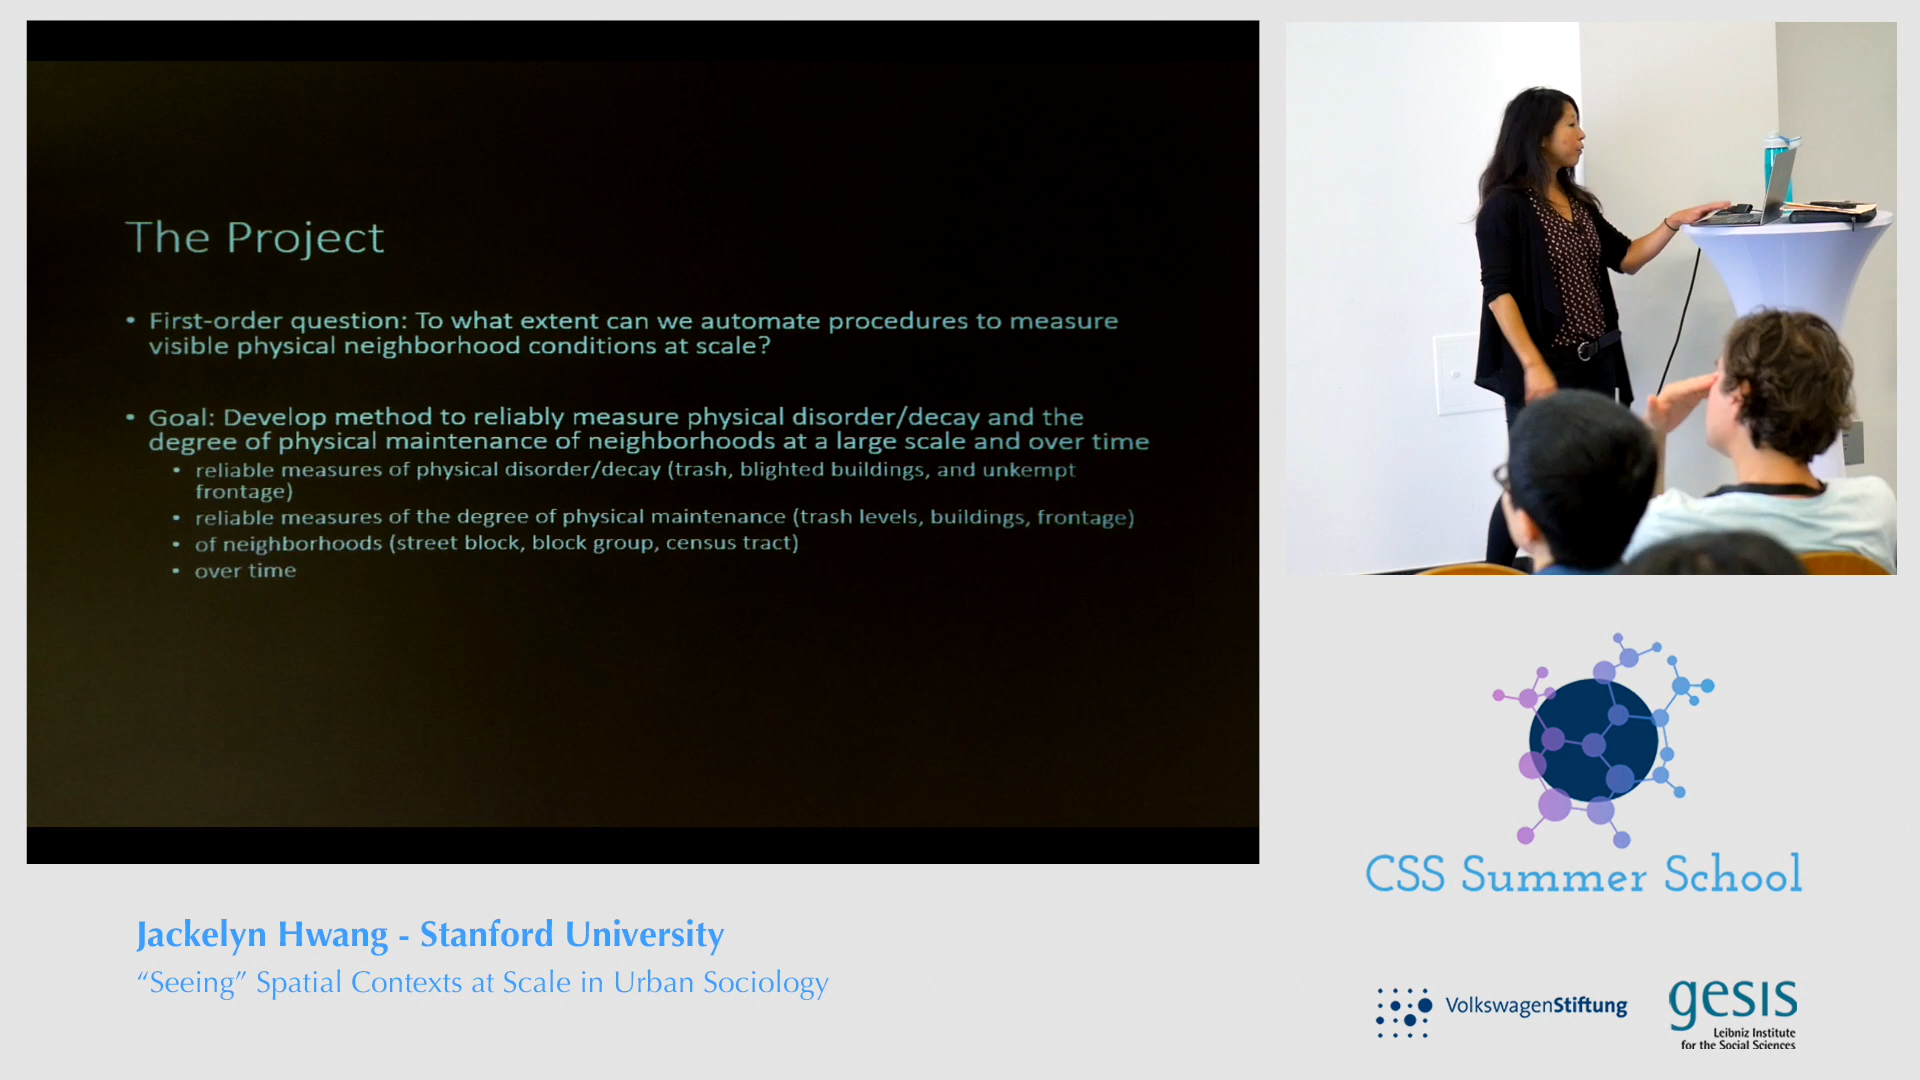 The Project
• First-order question: To what extent can we automate procedures to measure
visible physical neighborhood conditions at scale?
• Goal: Develop method to reliably measure physical disorder/decay and the
degree of physical maintenance of neighborhoods at a large scale and over time
• reliable measures of physical disorder/decay (trash, blighted buildings, and unkempt
frontage)
• reliable measures of the degree of physical maintenance (trash levels, buildings, frontage)
• of neighborhoods (street block, block group, census tract)
• over time
CSS Summer School
Jackelyn Hwang - Stanford University
“Seeing” Spatial Contexts at Scale in Urban Sociology
VolkswagenStiftung
gesis
Leibniz Institute
for the Social Sciences